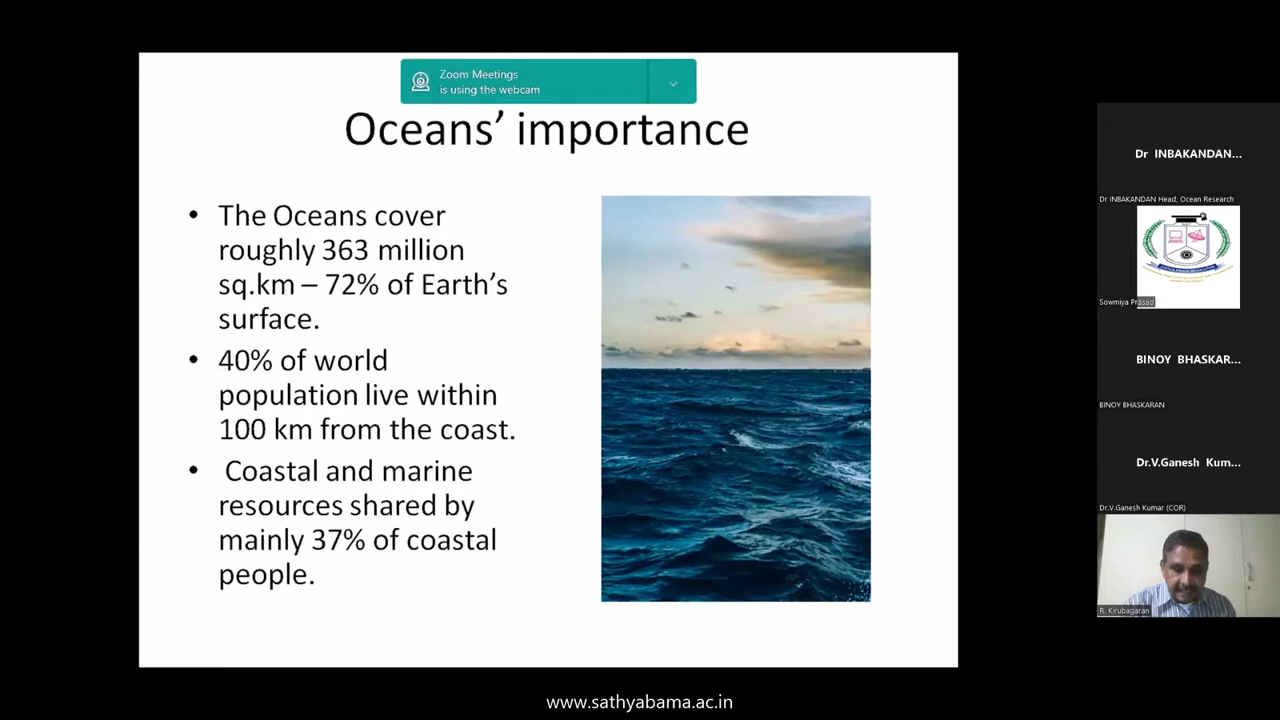 Zoom Meetings
is using the webcam
Oceans’ importance
• The Oceans cover
roughly 363 million
sq.km – 72% of Earth’s
surface.
• 40% of world
population live within
100 km from the coast.
• Coastal and marine
resources shared by
mainly 37% of coastal
people.
Dr INBAKANDAN...
Dr INBAKANDAN Head, Ocean Research
Sowmiya Prasad
BINOY BHASKAR...
BINOY BHASKARAN
Dr.V.Ganesh Kum...
Dr.V.Ganesh Kumar (COR)
R. Kirubagaran
www.sathyabama.ac.in